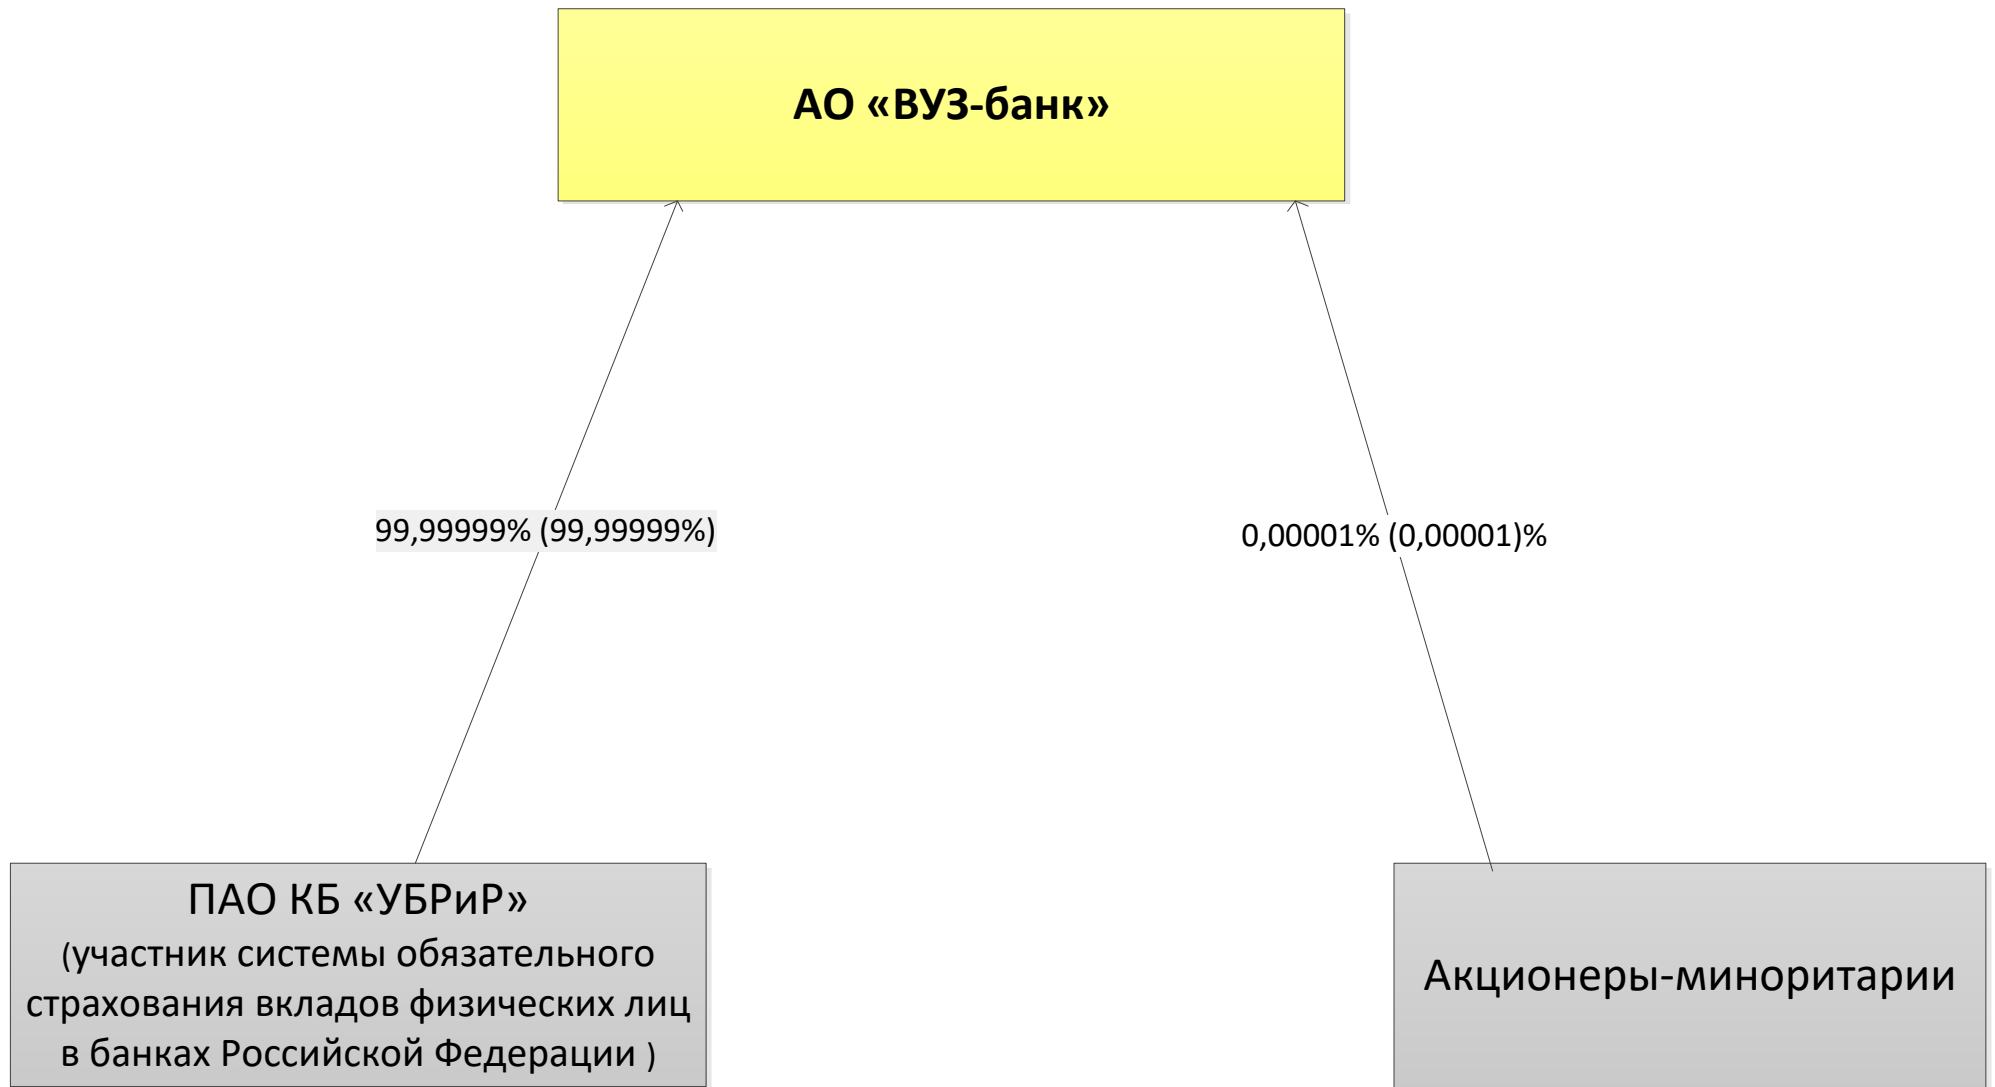 АО «ВУЗ-банк»
99,99999% (99,99999%)
0,00001% (0,00001)%
ПАО КБ «УБРиР»
(участник системы обязательного
страхования вкладов физических лиц
в банках Российской Федерации )
Акционеры-миноритарии